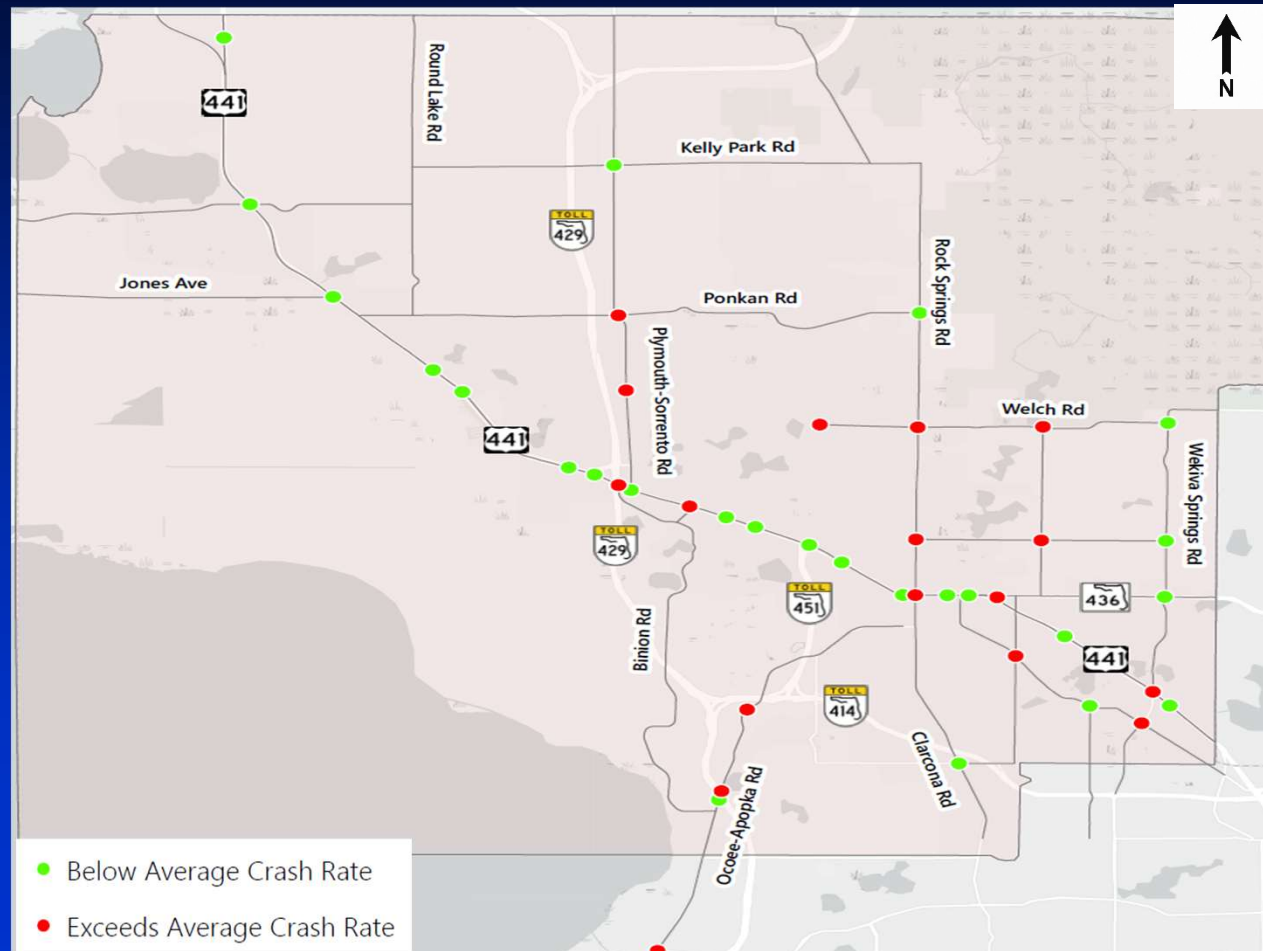 N
441
Round Lake Rd
Kelly Park Rd
TOLL
429
Rock Springs Rd
Jones Ave
Ponkan Rd
Plymouth-Sorrento Rd
Welch Rd
441
Wekiva Springs Rd
TOLL
429
TOLL
451
436
Binion Rd
441
TOLL
414
Clarcona Rd
Ocoee-Apopka Rd
Below Average Crash Rate
Exceeds Average Crash Rate